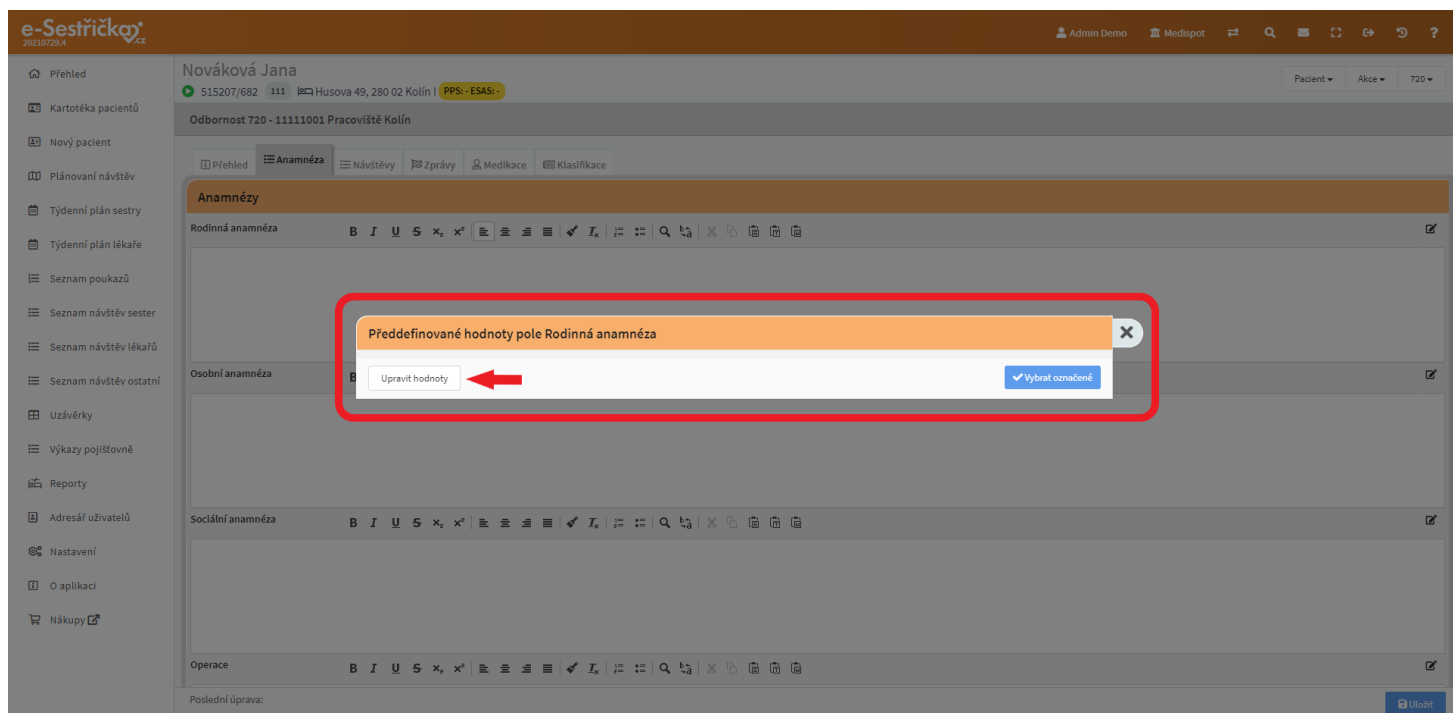 e-Sestřička.cz
20210729.4
Admin Demo
Medispot
Přehled
Kartotéka pacientů
Nový pacient
Plánovaní návštěv
Týdenní plán sestry
Týdenní plán lékaře
Seznam poukazů
Seznam návštěv sester
Seznam návštěv lékařů
Seznam návštěv ostatní
Uzávěrky
Výkazy pojišťovně
Reporty
Adresář uživatelů
Nastavení
O aplikaci
Nákupy
Nováková Jana
515207/682 111 Husova 49, 280 02 Kolín I PPS: - ESAS: -
Pacient Akce 720
Odbornost 720 - 11111001 Pracoviště Kolín
Přehled Anamnéza Návštěvy Zprávy Medikace Klasifikace
Anamnézy
Rodinná anamnéza
Předdefinované hodnoty pole Rodinná anamnéza
Upravit hodnoty
Vybrat označené
Osobní anamnéza
Sociální anamnéza
Operace
Poslední úprava:
Uložit